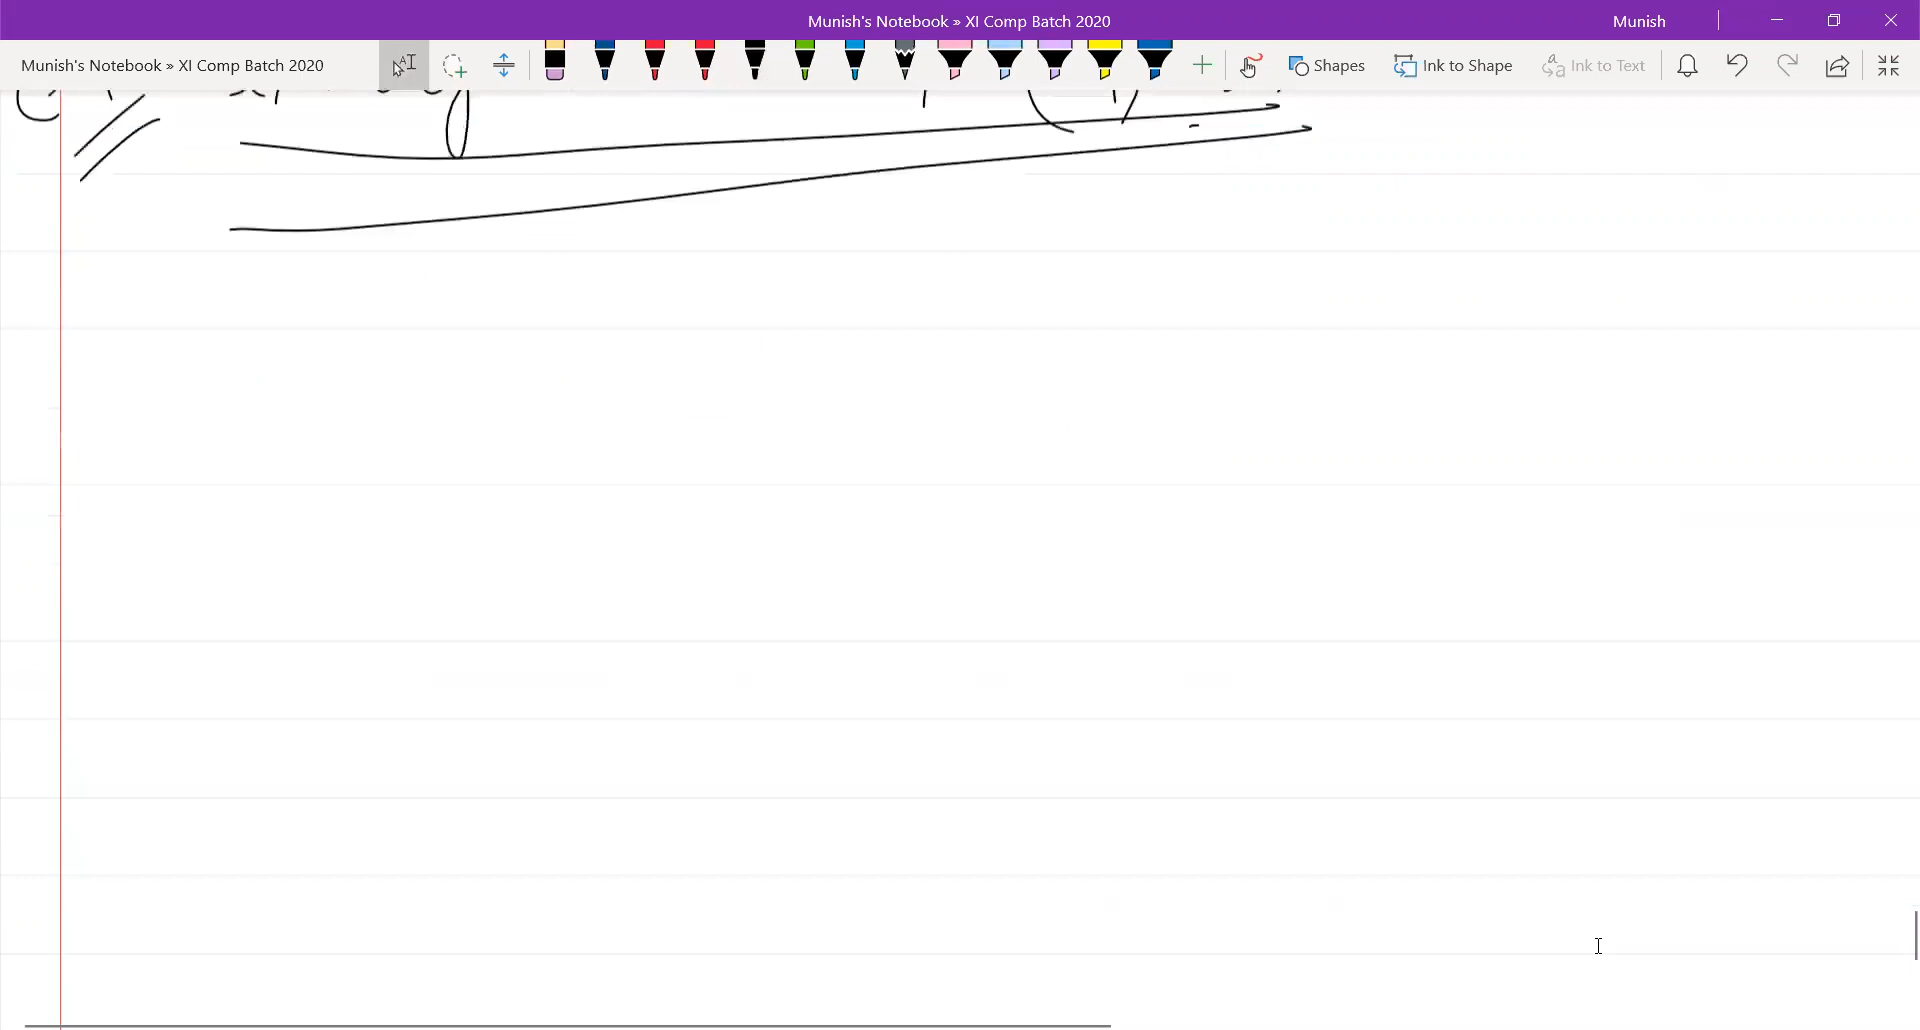 Munish's Notebook » XI Comp Batch 2020
Munish
Munish's Notebook » XI Comp Batch 2020
Shapes
Ink to Shape
Ink to Text